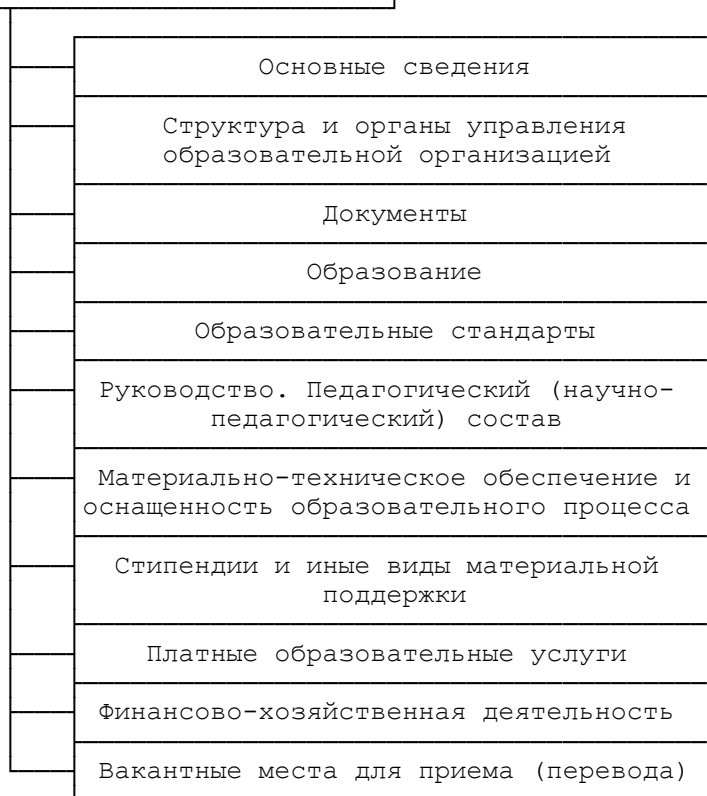 Основные сведения
Структура и органы управления
образовательной организацией
Документы
Образование
Образовательные стандарты
Руководство. Педагогический (научно-
педагогический) состав
Материально-техническое обеспечение и
оснащенность образовательного процесса
Стипендии и иные виды материальной
поддержки
Платные образовательные услуги
Финансово-хозяйственная деятельность
Вакантные места для приема (перевода)